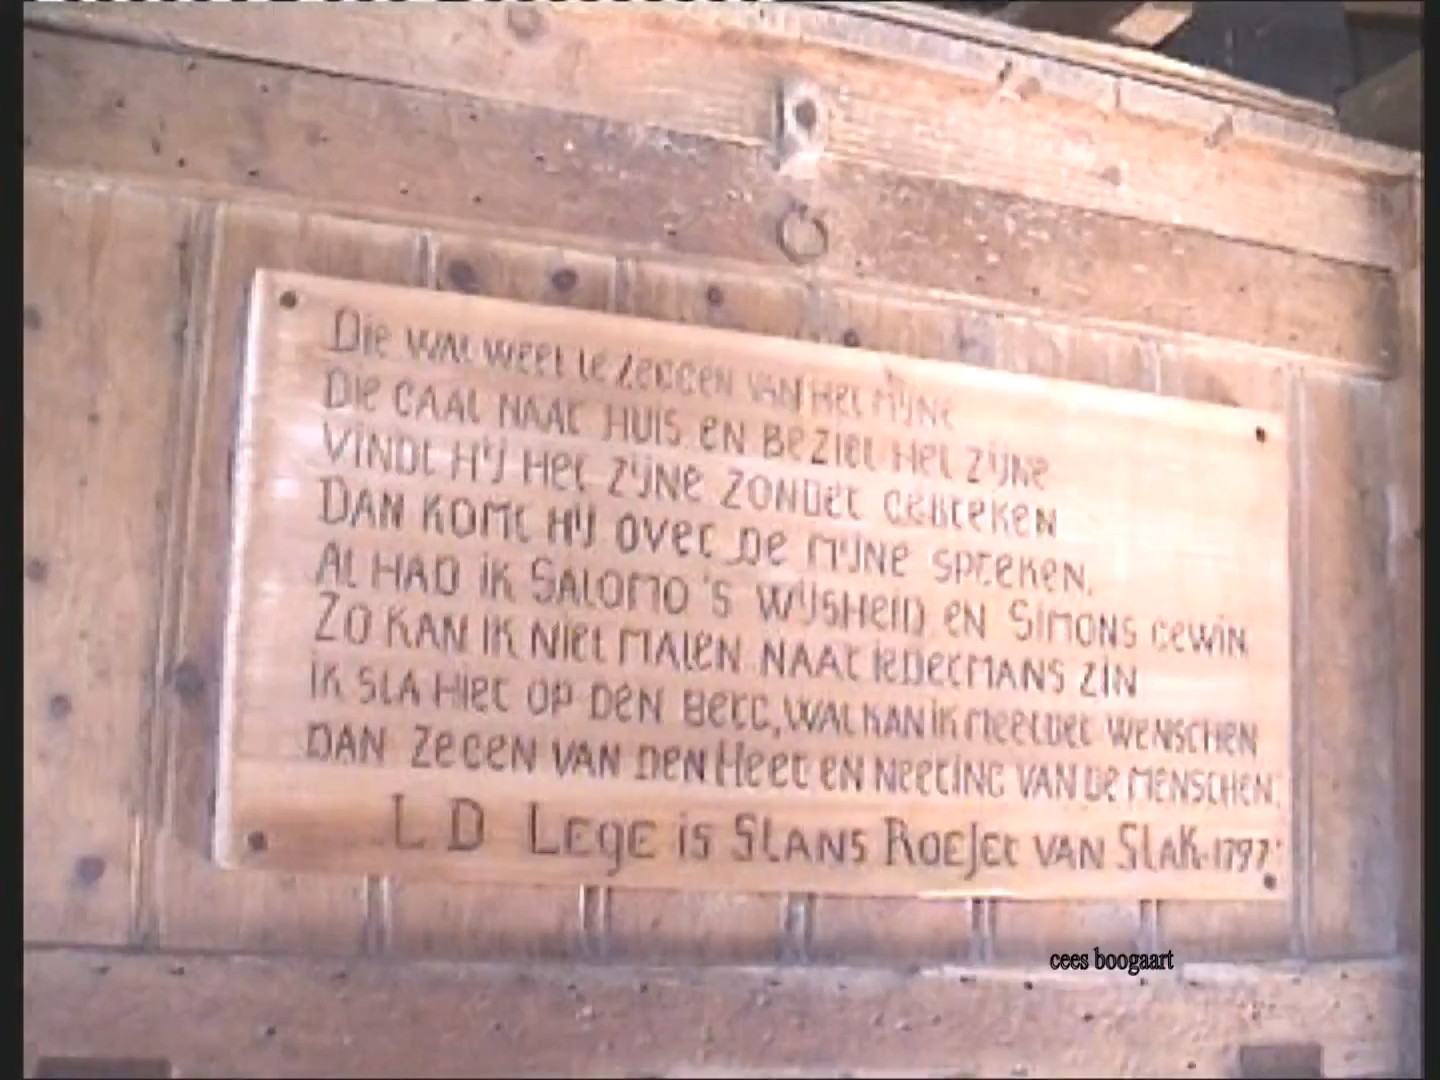 Die wat weet te zeggen van het mijne
Die gaat naar huis en beziet het zijne
Vindt hij het zijne zonder gebreken
Dan komt hij over de mijne spreken.
Al had ik Salomo's wijsheid en Simons gewin
Zo kan ik niet malen naar iedermans zin
ik sla hier op den berg, wat kan ik meerder wenschen
Dan zegen van den Heer en neering van de menschen.
L D Lege is Slans Roejer van Slak 1797.
cees boogaart